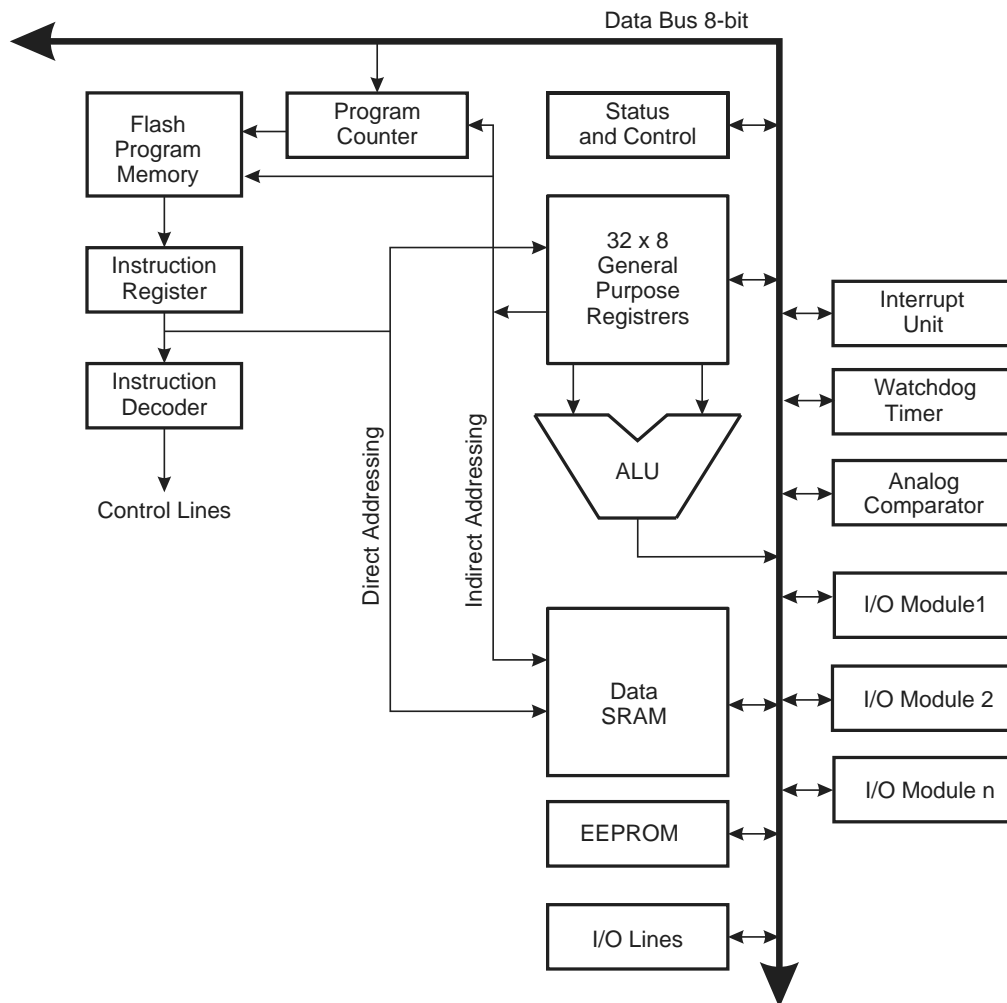 Data Bus 8-bit
Flash
Program
Memory
Program
Counter
Status
and Control
Instruction
Register
32 x 8
General
Purpose
Registrers
Interrupt
Unit
Instruction
Decoder
Watchdog
Timer
ALU
Analog
Comparator
Control Lines
Direct Addressing
Indirect Addressing
I/O Module1
Data
SRAM
I/O Module 2
I/O Module n
EEPROM
I/O Lines